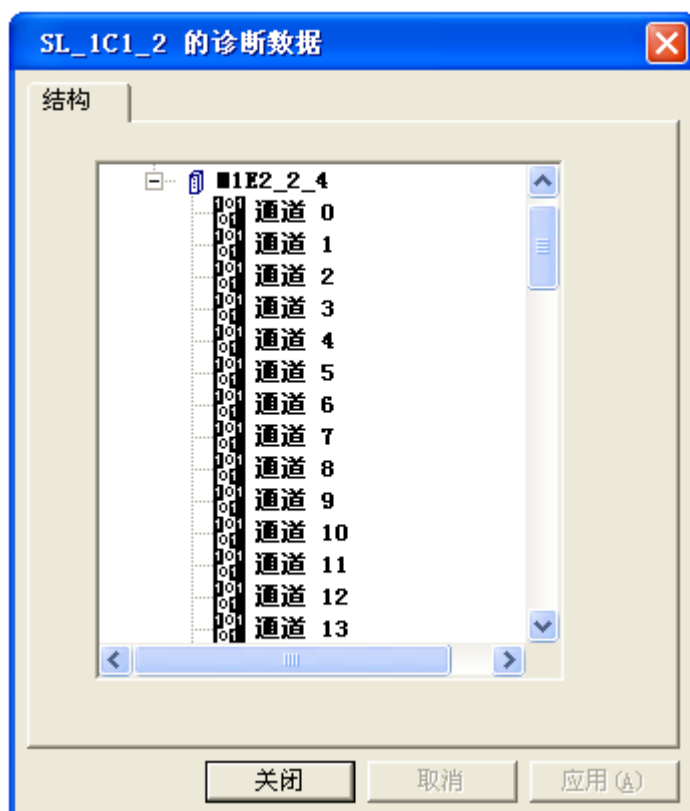 SL_1C1_2 的诊断数据
结构
M1E2_2_4
通道 0
通道 1
通道 2
通道 3
通道 4
通道 5
通道 6
通道 7
通道 8
通道 9
通道 10
通道 11
通道 12
通道 13
关闭
取消
应用(A)